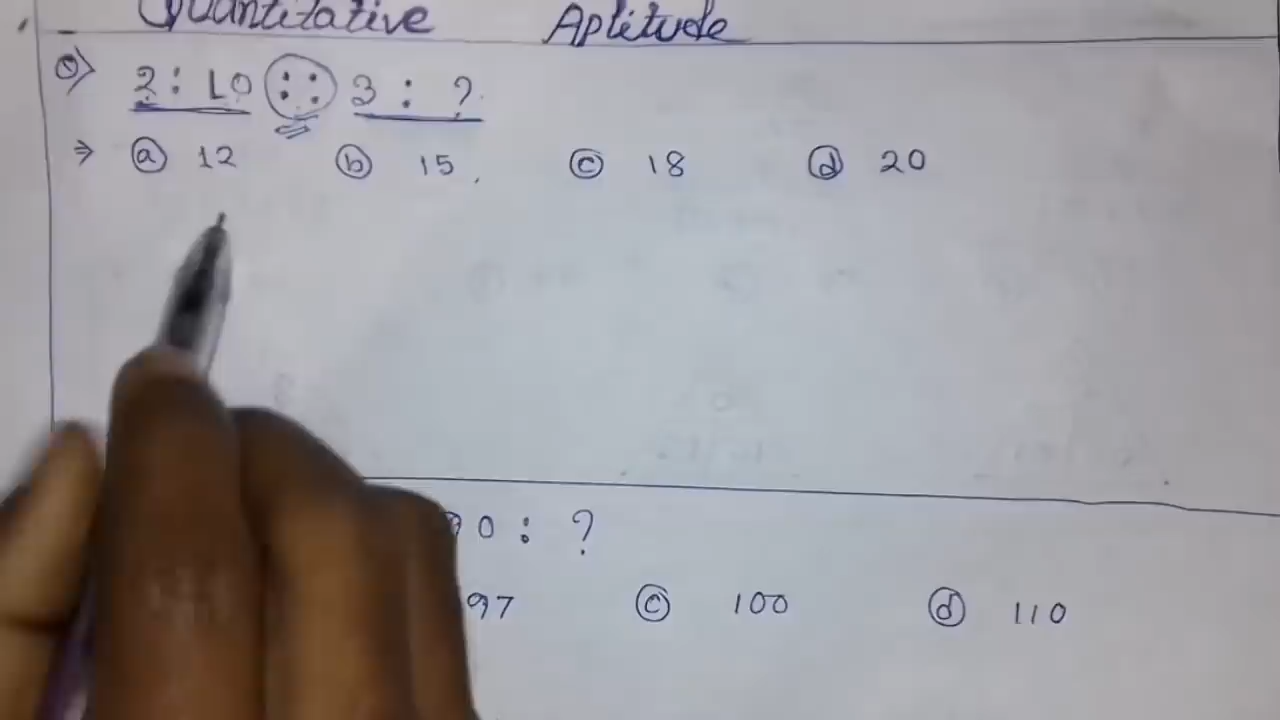 Quantitative Aptitude
Q) 2 : 10 :: 3 : ?
⇒ (a) 12 (b) 15 (c) 18 (d) 20
0 : ?
97 (c) 100 (d) 110